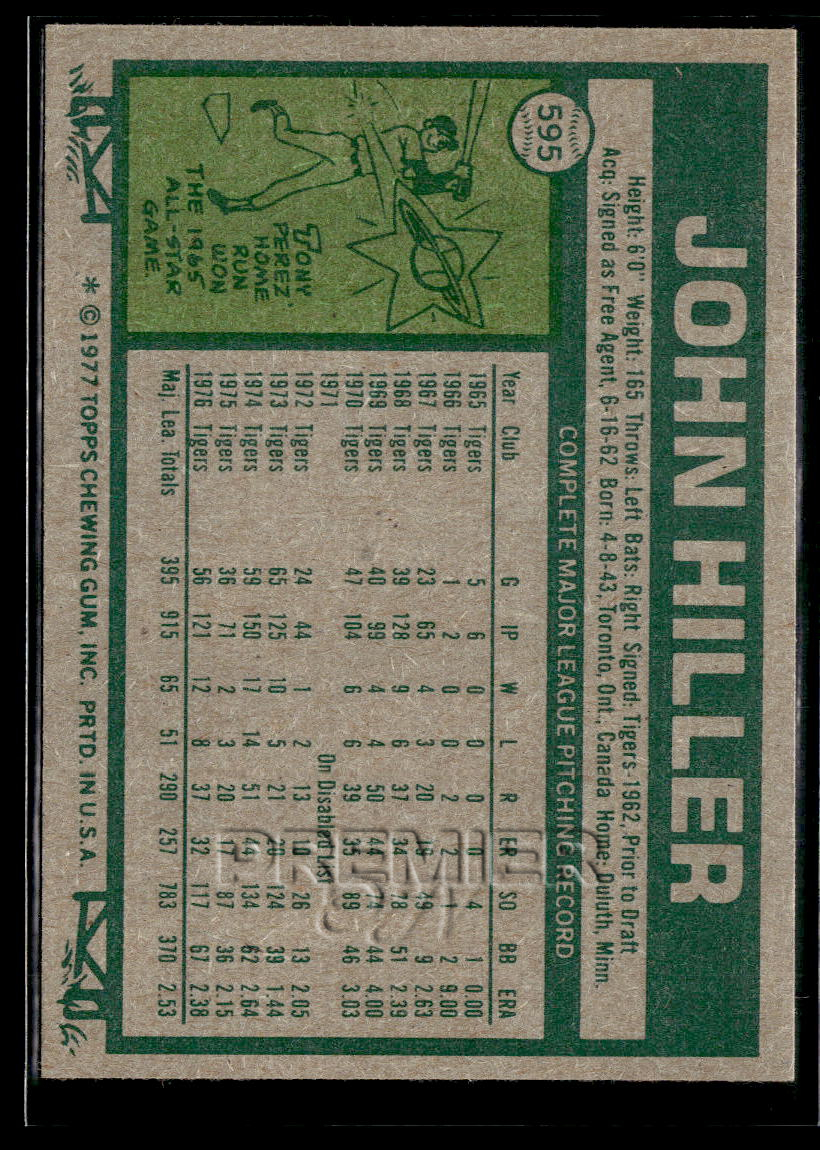 JOHN HILLER
595
Height: 6'0" Weight: 165 Throws: Left Bats: Right Signed: Tigers-1962, Prior to Draft
Acq: Signed as Free Agent, 6-16-62 Born: 4-8-43, Toronto, Ont., Canada Home: Duluth, Minn.
COMPLETE MAJOR LEAGUE PITCHING RECORD
TONY
PEREZ'
HOME
RUN
WON
THE 1965
ALL-STAR
GAME.
Year Club G IP W L R ER SO BB ERA
1965 Tigers 5 6 0 0 0 0 4 1 0.00
1966 Tigers 1 2 0 0 2 2 1 2 9.00
1967 Tigers 23 65 4 3 20 19 49 9 2.63
1968 Tigers 39 128 9 6 37 34 78 51 2.39
1969 Tigers 40 99 4 4 50 44 74 44 4.00
1970 Tigers 47 104 6 6 39 35 89 46 3.03
1971 On Disabled List
1972 Tigers 24 44 1 2 13 10 26 13 2.05
1973 Tigers 65 125 10 5 21 20 124 39 1.44
1974 Tigers 59 150 17 14 51 44 134 62 2.64
1975 Tigers 36 71 2 3 20 17 87 36 2.15
1976 Tigers 56 121 12 8 37 32 117 67 2.38
Maj. Lea. Totals 395 915 65 51 290 257 783 370 2.53
* © 1977 TOPPS CHEWING GUM, INC. PRTD. IN U.S.A.
PREMIER